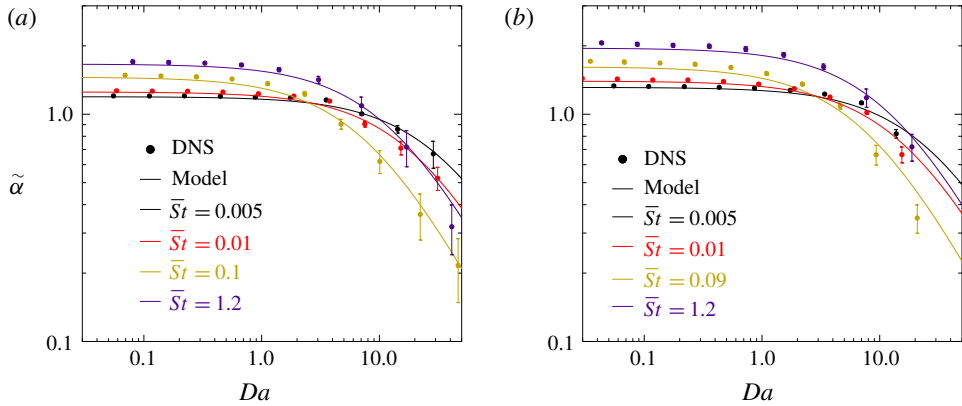 (a)
1.0
α̃
0.1
DNS
Model
S̅t̅ = 0.005
S̅t̅ = 0.01
S̅t̅ = 0.1
S̅t̅ = 1.2
0.1 1.0 10.0
Da
(b)
1.0
0.1
DNS
Model
S̅t̅ = 0.005
S̅t̅ = 0.01
S̅t̅ = 0.09
S̅t̅ = 1.2
0.1 1.0 10.0
Da